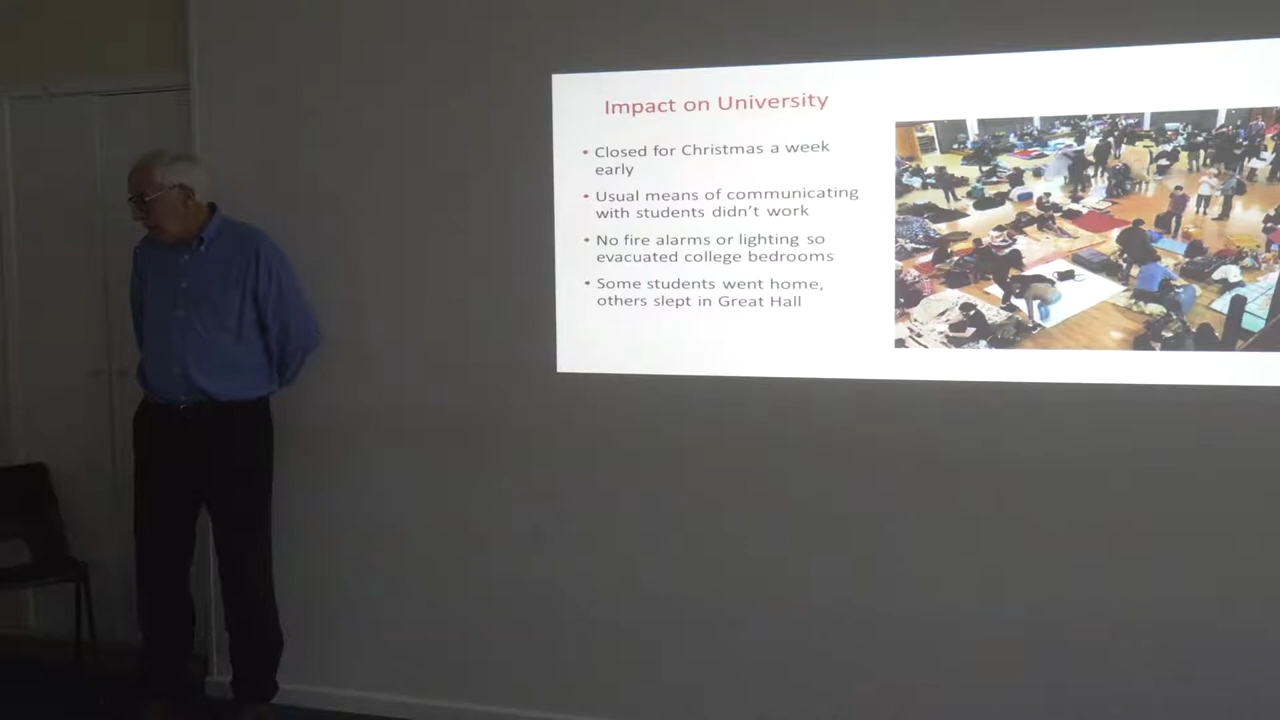 Impact on University
• Closed for Christmas a week
early
• Usual means of communicating
with students didn't work
• No fire alarms or lighting so
evacuated college bedrooms
• Some students went home,
others slept in Great Hall